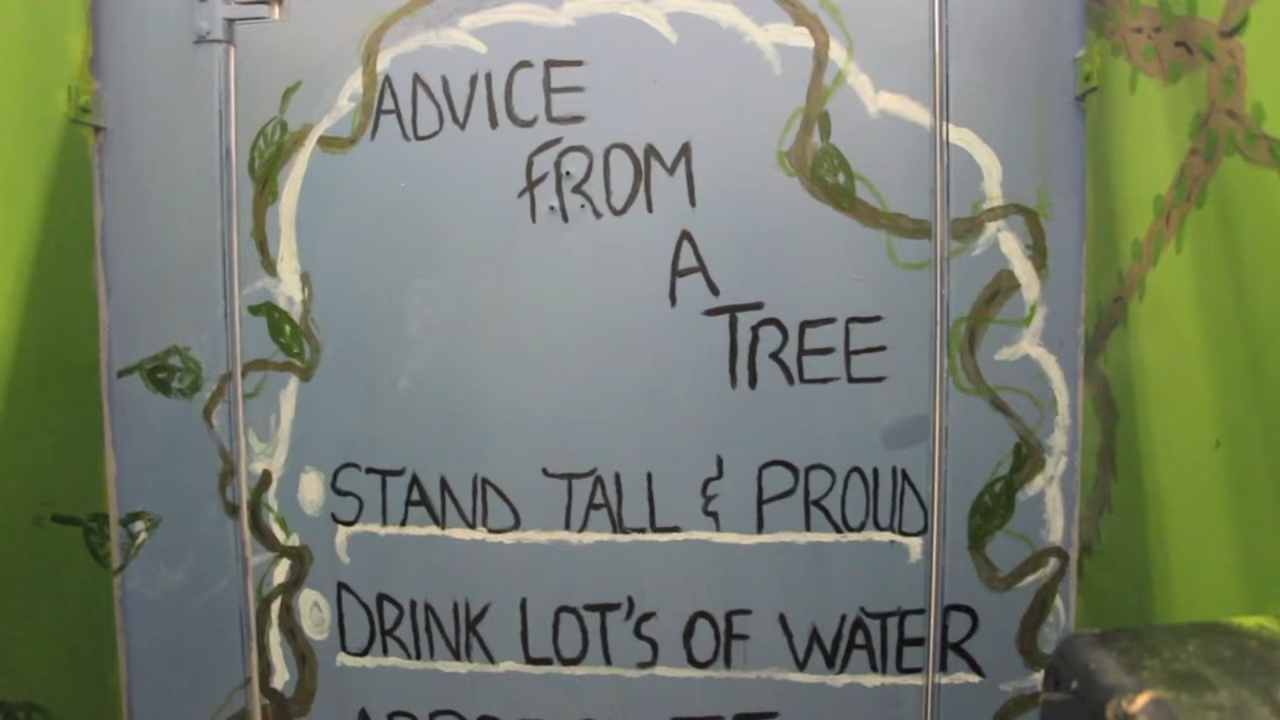 ADVICE
FROM
A
TREE
STAND TALL & PROUD
DRINK LOT'S OF WATER